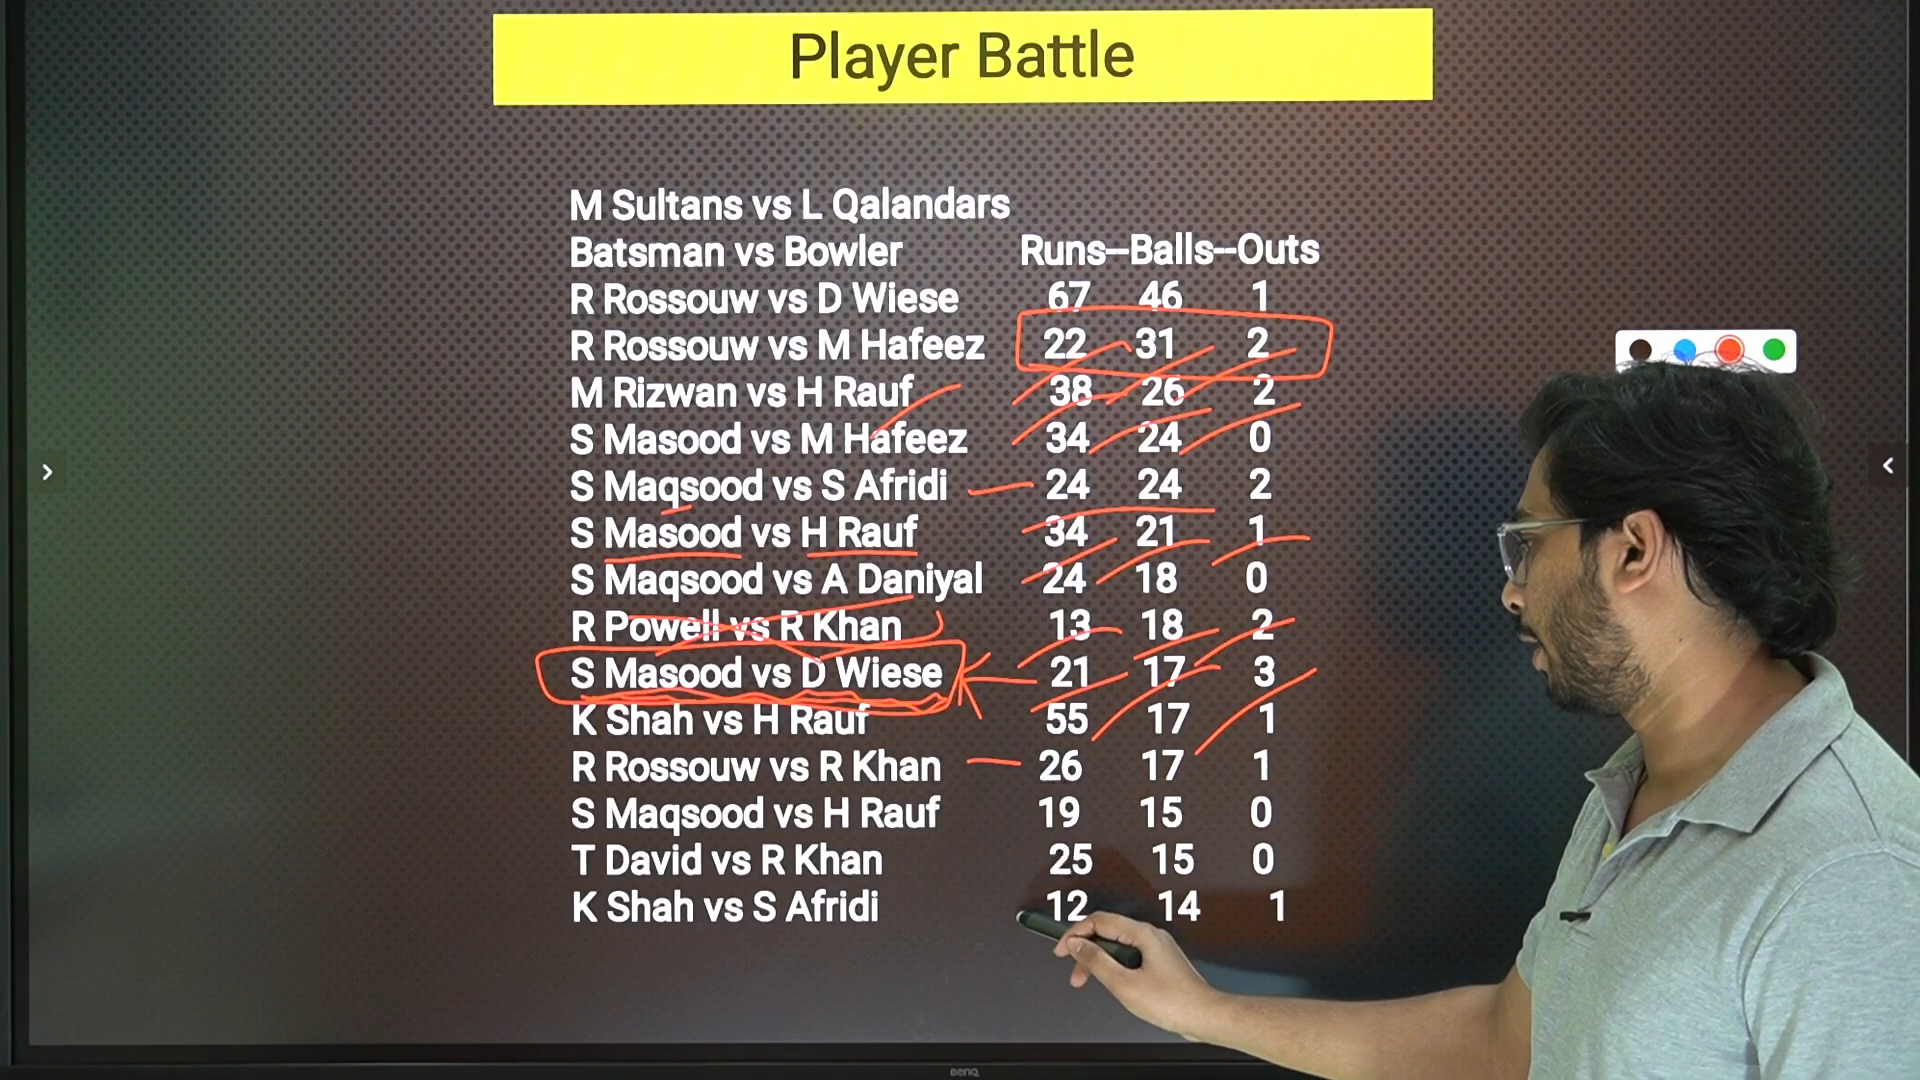 Player Battle
M Sultans vs L Qalandars
Batsman vs Bowler Runs--Balls--Outs
R Rossouw vs D Wiese 67 46 1
R Rossouw vs M Hafeez 22 31 2
M Rizwan vs H Rauf 38 26 2
S Masood vs M Hafeez 34 24 0
S Maqsood vs S Afridi 24 24 2
S Masood vs H Rauf 34 21 1
S Maqsood vs A Daniyal 24 18 0
R Powell vs R Khan 13 18 2
S Masood vs D Wiese 21 17 3
K Shah vs H Rauf 55 17 1
R Rossouw vs R Khan 26 17 1
S Maqsood vs H Rauf 19 15 0
T David vs R Khan 25 15 0
K Shah vs S Afridi 12 14 1
BenQ